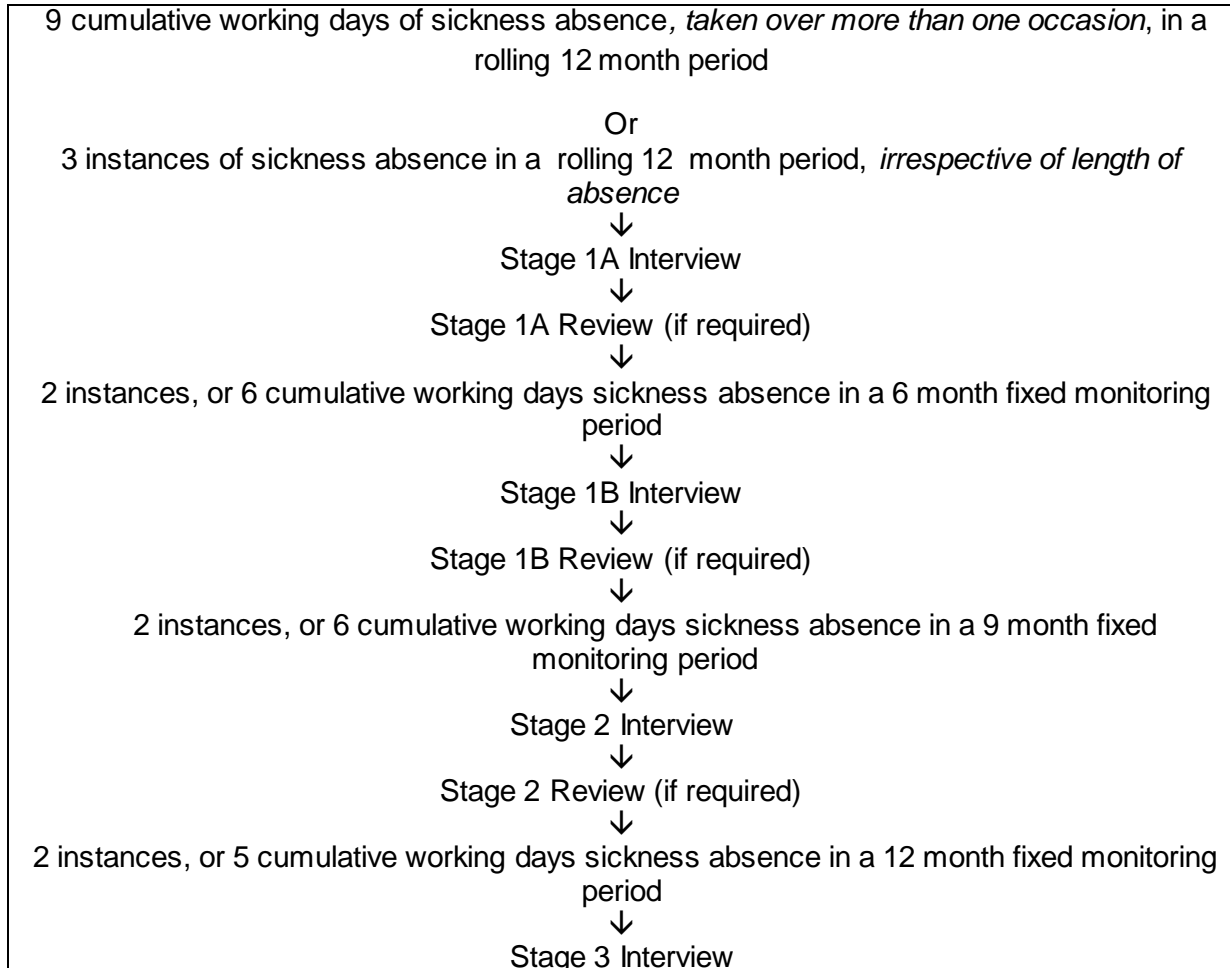 9 cumulative working days of sickness absence, taken over more than one occasion, in a
rolling 12 month period
Or
3 instances of sickness absence in a rolling 12 month period, irrespective of length of
absence
↓
Stage 1A Interview
↓
Stage 1A Review (if required)
↓
2 instances, or 6 cumulative working days sickness absence in a 6 month fixed monitoring
period
↓
Stage 1B Interview
↓
Stage 1B Review (if required)
↓
2 instances, or 6 cumulative working days sickness absence in a 9 month fixed
monitoring period
↓
Stage 2 Interview
↓
Stage 2 Review (if required)
↓
2 instances, or 5 cumulative working days sickness absence in a 12 month fixed monitoring
period
↓
Stage 3 Interview